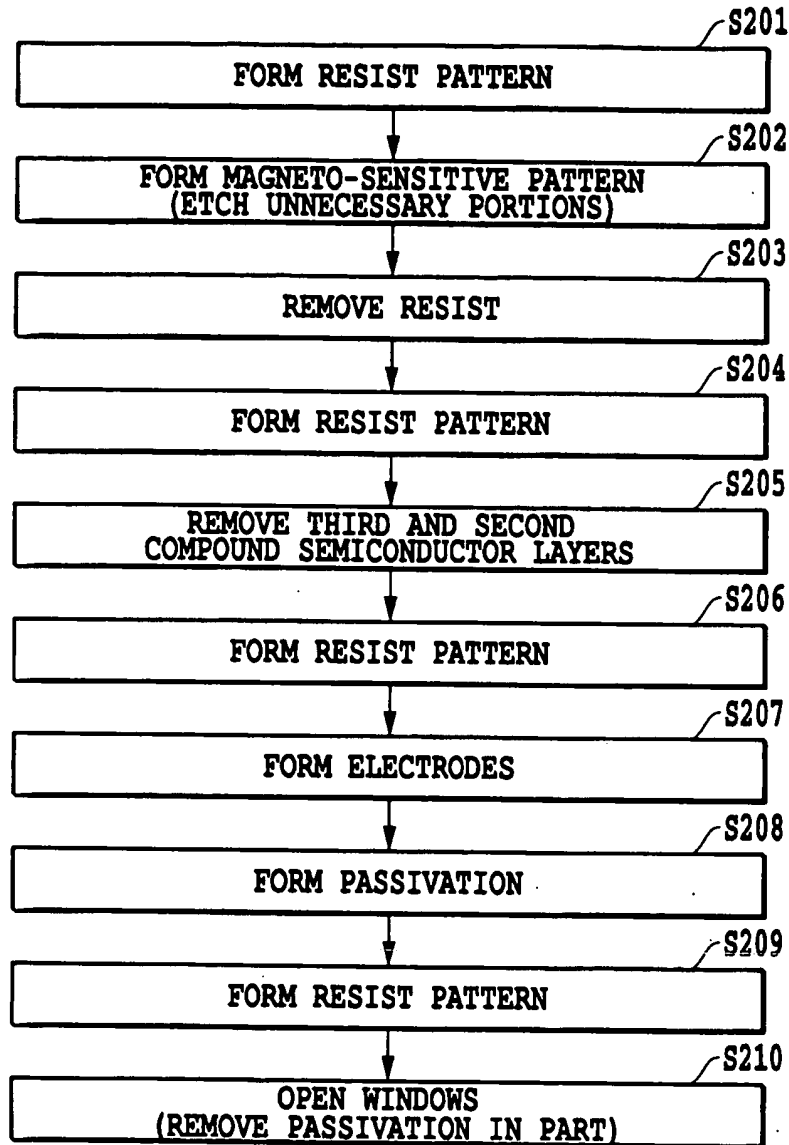 S201
FORM RESIST PATTERN
S202
FORM MAGNETO-SENSITIVE PATTERN
(ETCH UNNECESSARY PORTIONS)
S203
REMOVE RESIST
S204
FORM RESIST PATTERN
S205
REMOVE THIRD AND SECOND
COMPOUND SEMICONDUCTOR LAYERS
S206
FORM RESIST PATTERN
S207
FORM ELECTRODES
S208
FORM PASSIVATION
S209
FORM RESIST PATTERN
S210
OPEN WINDOWS
(REMOVE PASSIVATION IN PART)